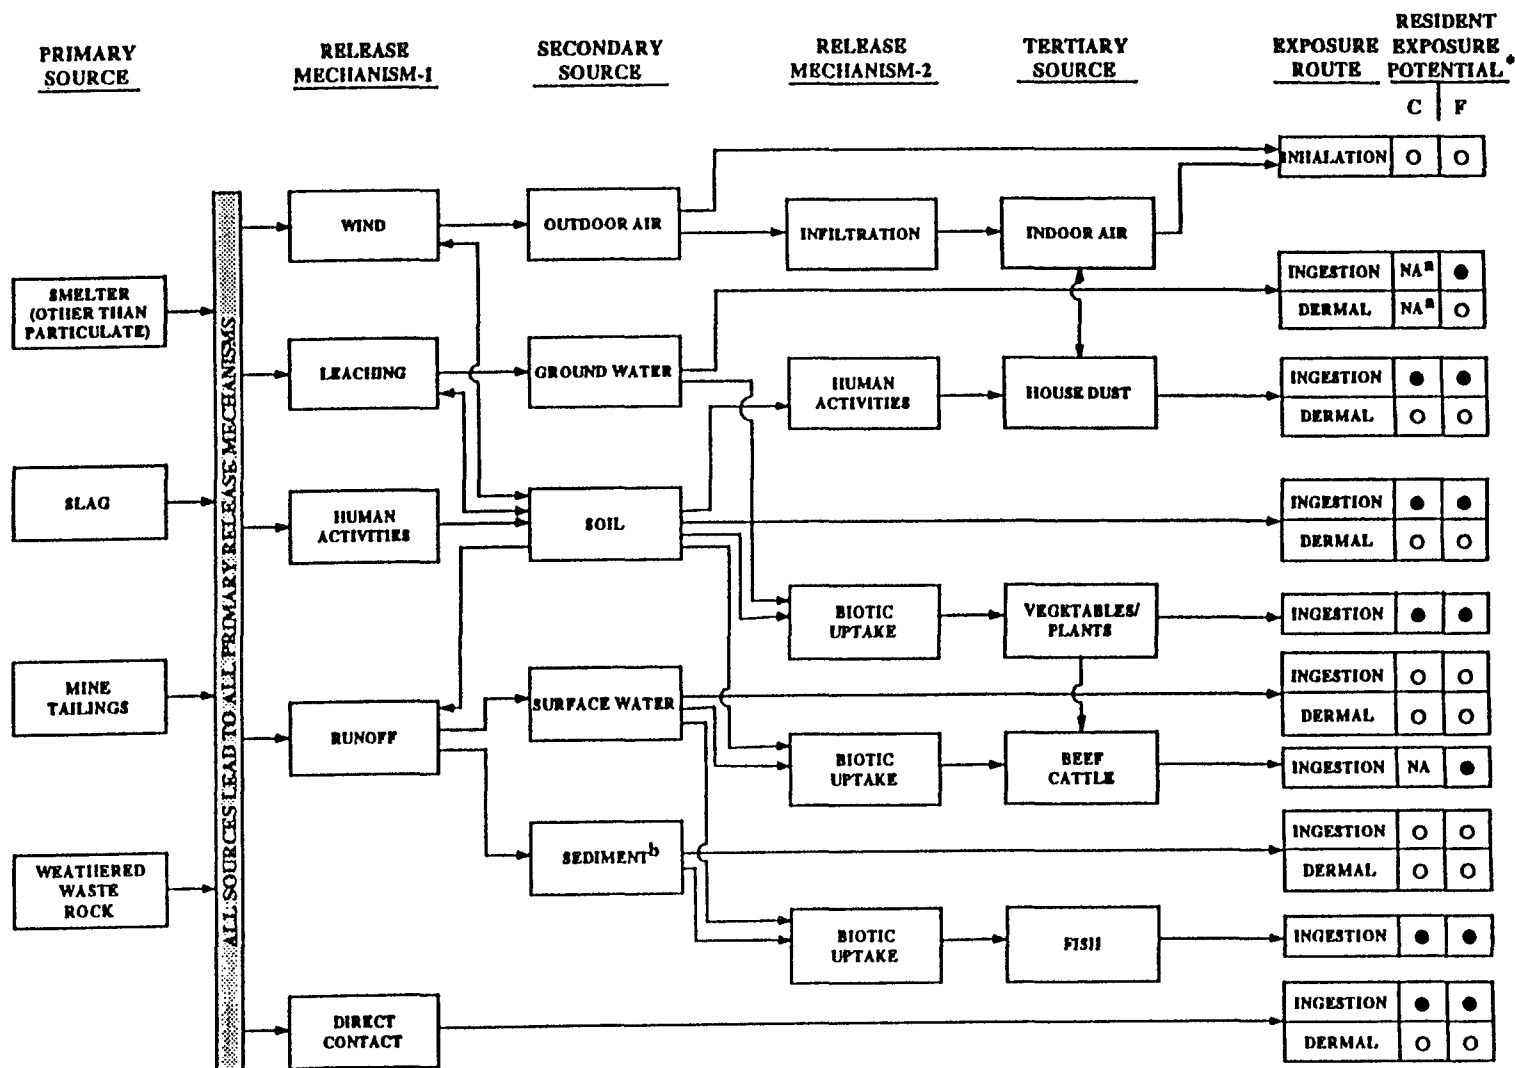 PRIMARY
SOURCE
RELEASE
MECHANISM-1
SECONDARY
SOURCE
RELEASE
MECHANISM-2
TERTIARY
SOURCE
EXPOSURE
ROUTE
RESIDENT
EXPOSURE
POTENTIAL*
C F
INHALATION
WIND
OUTDOOR AIR
INFILTRATION
INDOOR AIR
INGESTION NAª
DERMAL NAª
SMELTER
(OTHER THAN
PARTICULATE)
ALL SOURCES LEAD TO ALL PRIMARY RELEASE MECHANISMS
LEACHING
GROUND WATER
HUMAN
ACTIVITIES
HOUSE DUST
INGESTION
DERMAL
SLAG
HUMAN
ACTIVITIES
SOIL
INGESTION
DERMAL
BIOTIC
UPTAKE
VEGETABLES/
PLANTS
INGESTION
MINE
TAILINGS
RUNOFF
SURFACE WATER
INGESTION
DERMAL
BIOTIC
UPTAKE
BEEF
CATTLE
INGESTION NA
WEATHERED
WASTE
ROCK
SEDIMENTᵇ
INGESTION
DERMAL
BIOTIC
UPTAKE
FISH
INGESTION
DIRECT
CONTACT
INGESTION
DERMAL